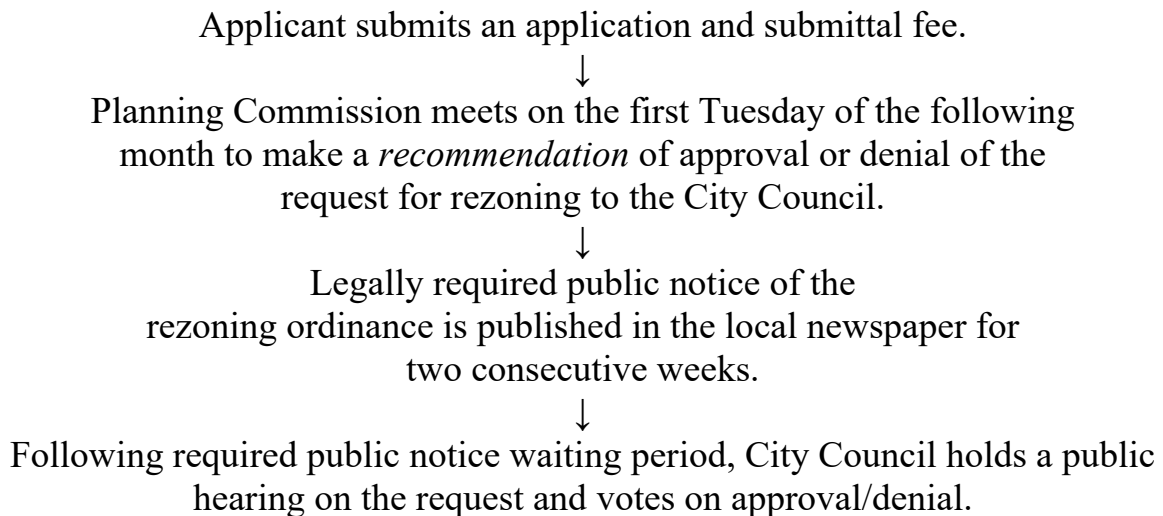 Applicant submits an application and submittal fee.
↓
Planning Commission meets on the first Tuesday of the following
month to make a recommendation of approval or denial of the
request for rezoning to the City Council.
↓
Legally required public notice of the
rezoning ordinance is published in the local newspaper for
two consecutive weeks.
↓
Following required public notice waiting period, City Council holds a public
hearing on the request and votes on approval/denial.